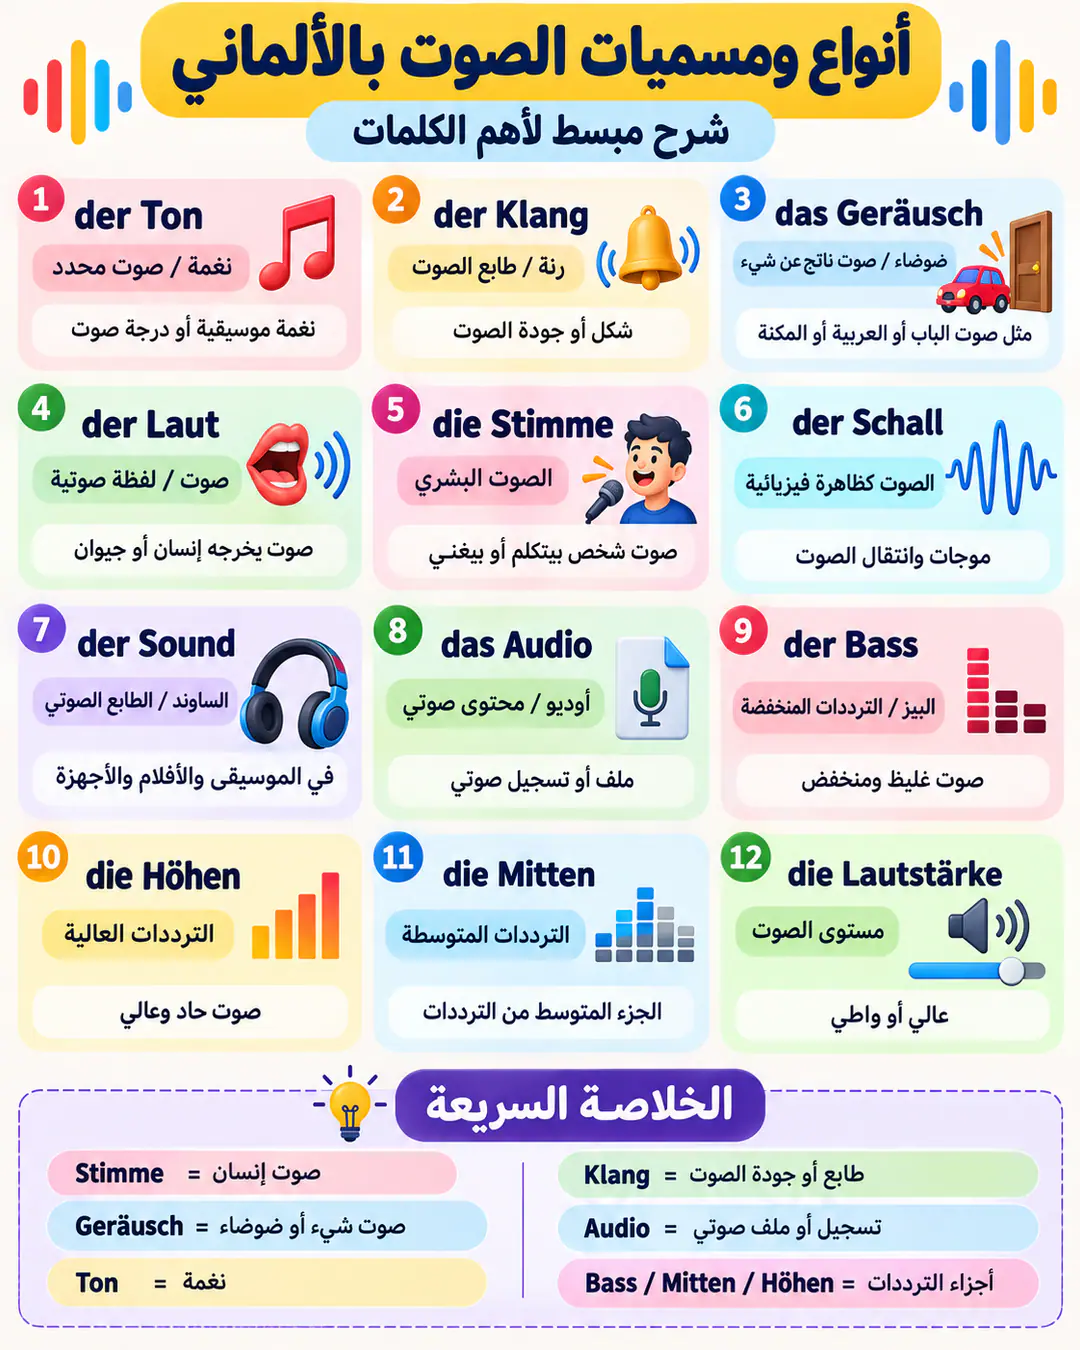 أنواع ومسميات الصوت بالألماني
شرح مبسط لأهم الكلمات
1
der Ton
نغمة / صوت محدد
نغمة موسيقية أو درجة صوت
2
der Klang
رنة / طابع الصوت
شكل أو جودة الصوت
3
das Geräusch
ضوضاء / صوت ناتج عن شيء
مثل صوت الباب أو العربية أو المكنة
4
der Laut
صوت / لفظة صوتية
صوت يخرجه إنسان أو جيوان
5
die Stimme
الصوت البشري
صوت شخص بيتكلم أو بيغني
6
der Schall
الصوت كظاهرة فيزيائية
موجات وانتقال الصوت
7
der Sound
الساوند / الطابع الصوتي
في الموسيقى والأفلام والأجهزة
8
das Audio
أوديو / محتوى صوتي
ملف أو تسجيل صوتي
9
der Bass
البيز / الترددات المنخفضة
صوت غليظ ومنخفض
10
die Höhen
الترددات العالية
صوت حاد وعالي
11
die Mitten
الترددات المتوسطة
الجزء المتوسط من الترددات
12
die Lautstärke
مستوى الصوت
عالي أو واطي
الخلاصة السريعة
Stimme = صوت إنسان
Geräusch = صوت شيء أو ضوضاء
Ton = نغمة
Klang = طابع أو جودة الصوت
Audio = تسجيل أو ملف صوتي
Bass / Mitten / Höhen = أجزاء الترددات